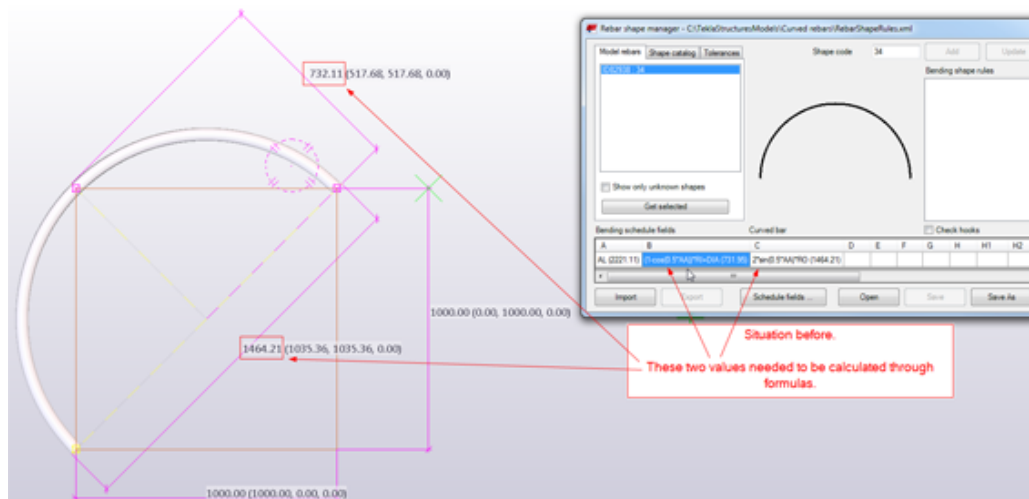 Rebar shape manager - C:\TeklaStructuresModels\Curved rebars\RebarShapeRules.xml
Model rebars Shape catalog Tolerances
Shape code 34 Add Update
Bending shape rules
732.11 (517.68, 517.68, 0.00)
Show only unknown shapes
Get selected
Bending schedule fields Curved bar Check hooks
A B C D E F G H H1 H2
AL (2221.11) (1-cos(0.5*AA))*RI+DIA (731.95) 2*sin(0.5*AA)*RO (1464.21)
Import Export Schedule fields ... Open Save Save As
1000.00 (0.00, 1000.00, 0.00)
Situation before.
1464.21 (1035.36, 1035.36, 0.00)
These two values needed to be calculated through
formulas.
1000.00 (1000.00, 0.00, 0.00)